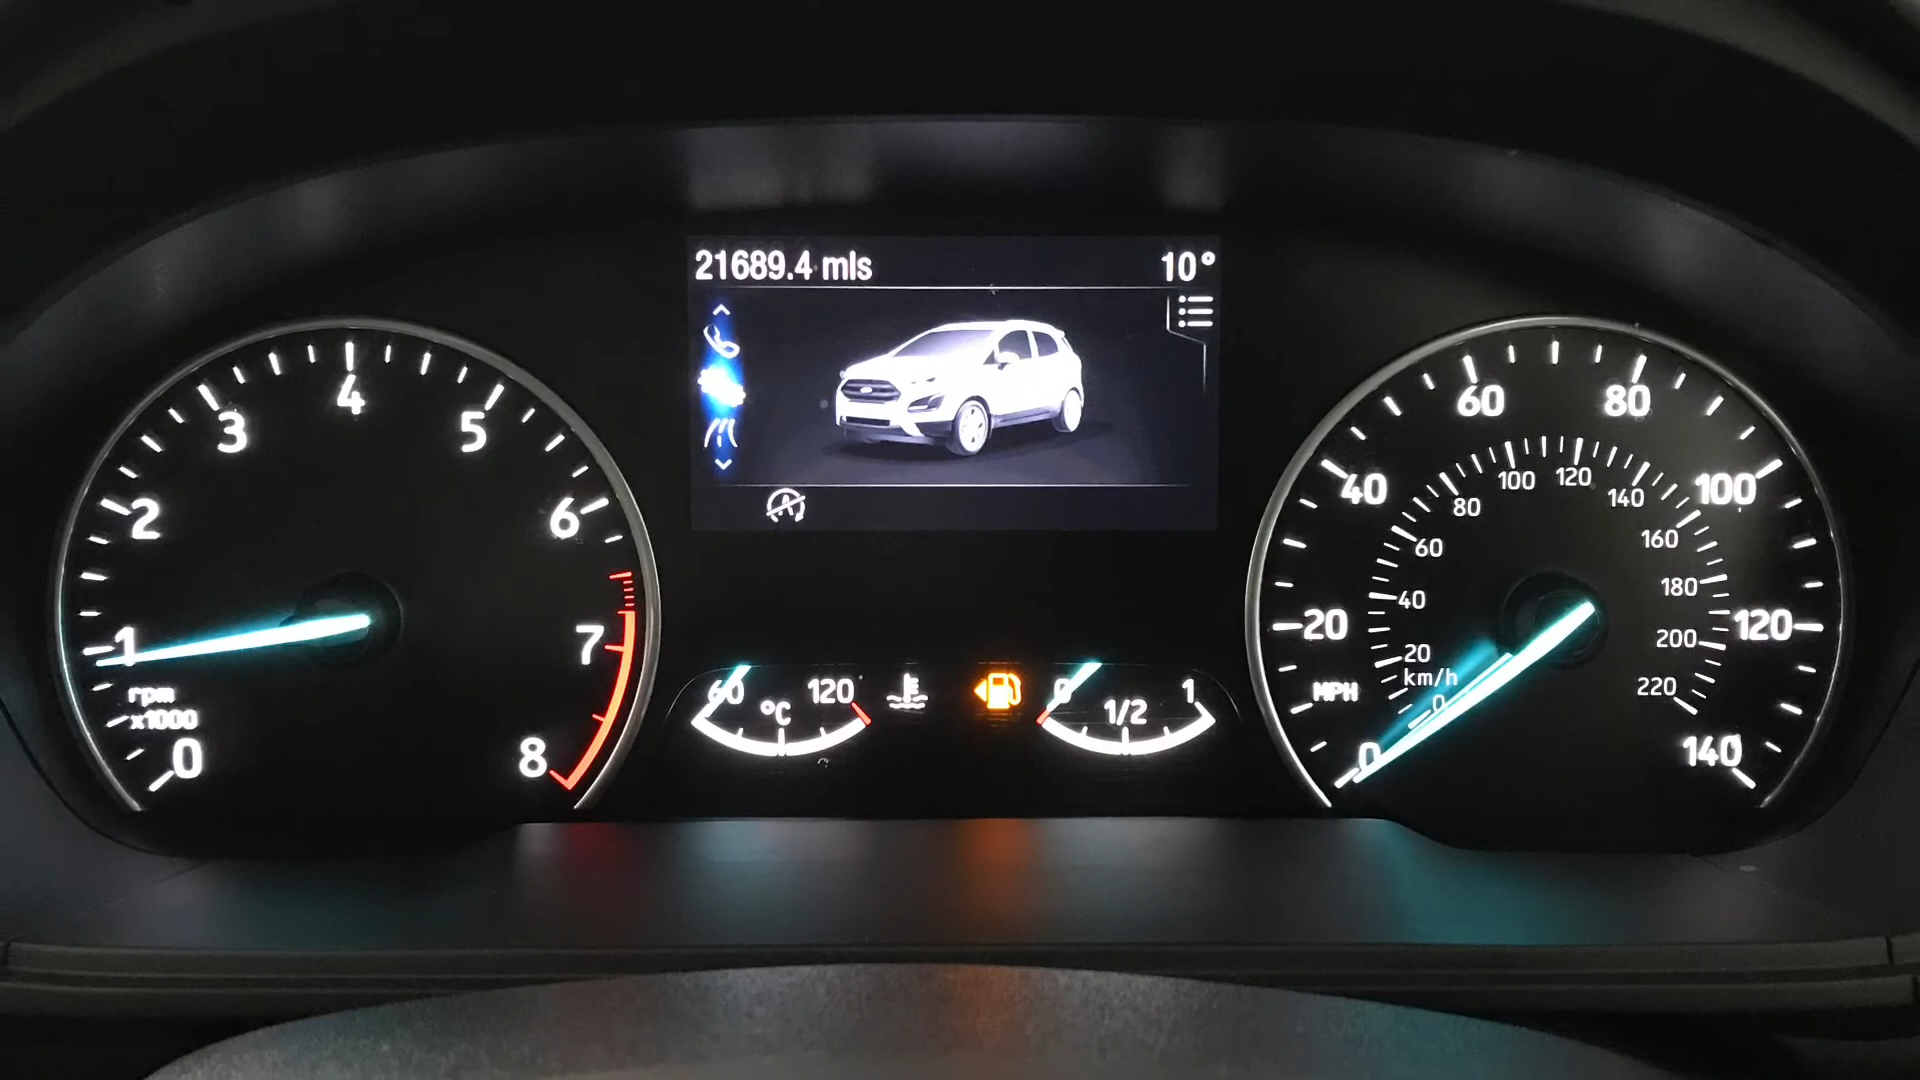 21689.4 mls 10°
0 1 2 3 4 5 6 7 8
rpm
x1000
60 120
°C
0 1/2 1
0 20 40 60 80 100 120 140
MPH
0 20 40 60 80 100 120 140 160 180 200 220
km/h